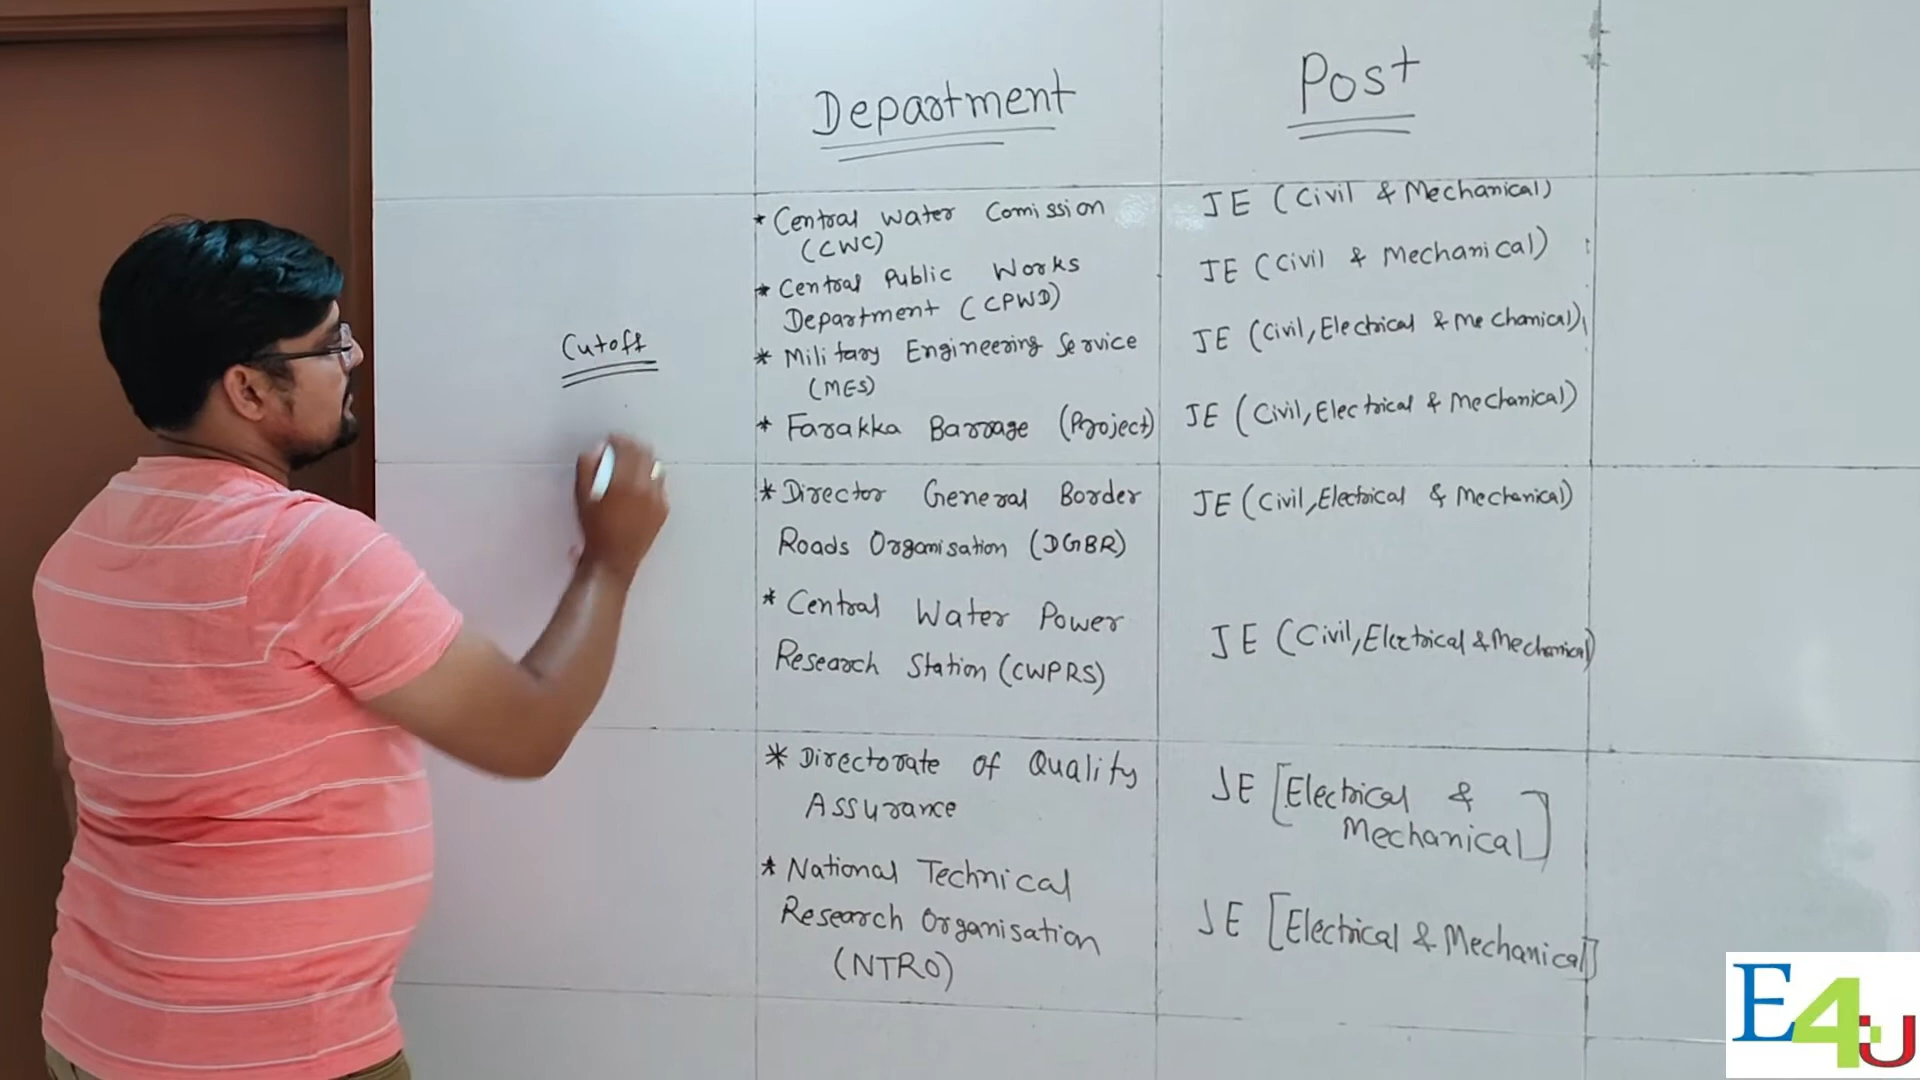 Department
Post
* Central Water Comission
(CWC)
JE (Civil & Mechanical)
* Central Public Works
Department (CPWD)
JE (Civil & Mechanical)
* Military Engineering Service
(MES)
JE (Civil, Electrical & Mechanical)
Cutoff
* Farakka Barrage (Project)
JE (Civil, Electrical & Mechanical)
* Director General Border
Roads Organisation (DGBR)
JE (Civil, Electrical & Mechanical)
* Central Water Power
Research Station (CWPRS)
JE (Civil, Electrical & Mechanical)
* Directorate of Quality
Assurance
JE [Electrical &
Mechanical]
* National Technical
Research Organisation
(NTRO)
JE [Electrical & Mechanical]
E4U